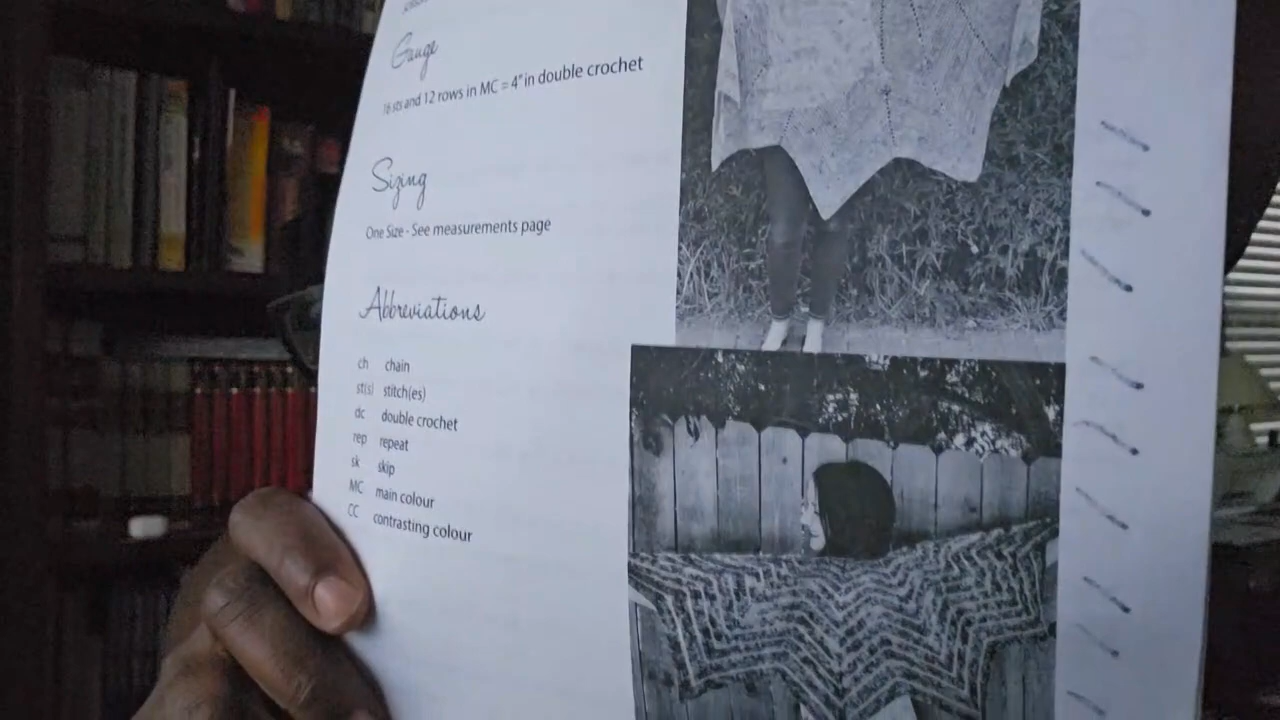 Gauge
16 sts and 12 rows in MC = 4" in double crochet
Sizing
One Size - See measurements page
Abbreviations
ch chain
st(s) stitch(es)
dc double crochet
rep repeat
sk skip
MC main colour
CC contrasting colour